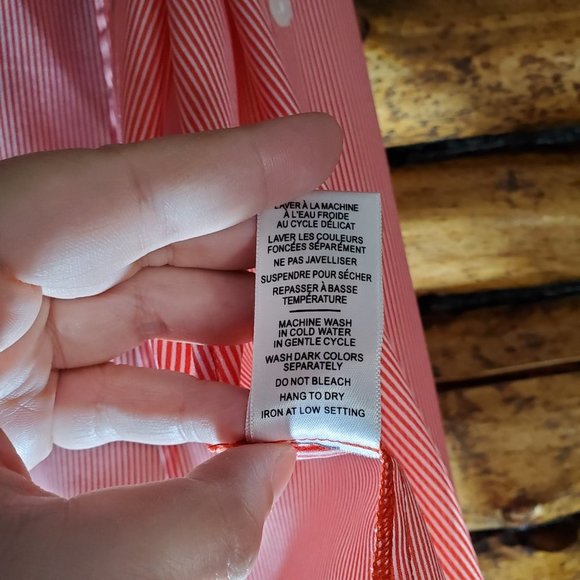 LAVER À LA MACHINE
À L'EAU FROIDE
AU CYCLE DÉLICAT
LAVER LES COULEURS
FONCÉES SÉPARÉMENT
NE PAS JAVELLISER
SUSPENDRE POUR SÉCHER
REPASSER À BASSE
TEMPÉRATURE
MACHINE WASH
IN COLD WATER
IN GENTLE CYCLE
WASH DARK COLORS
SEPARATELY
DO NOT BLEACH
HANG TO DRY
IRON AT LOW SETTING